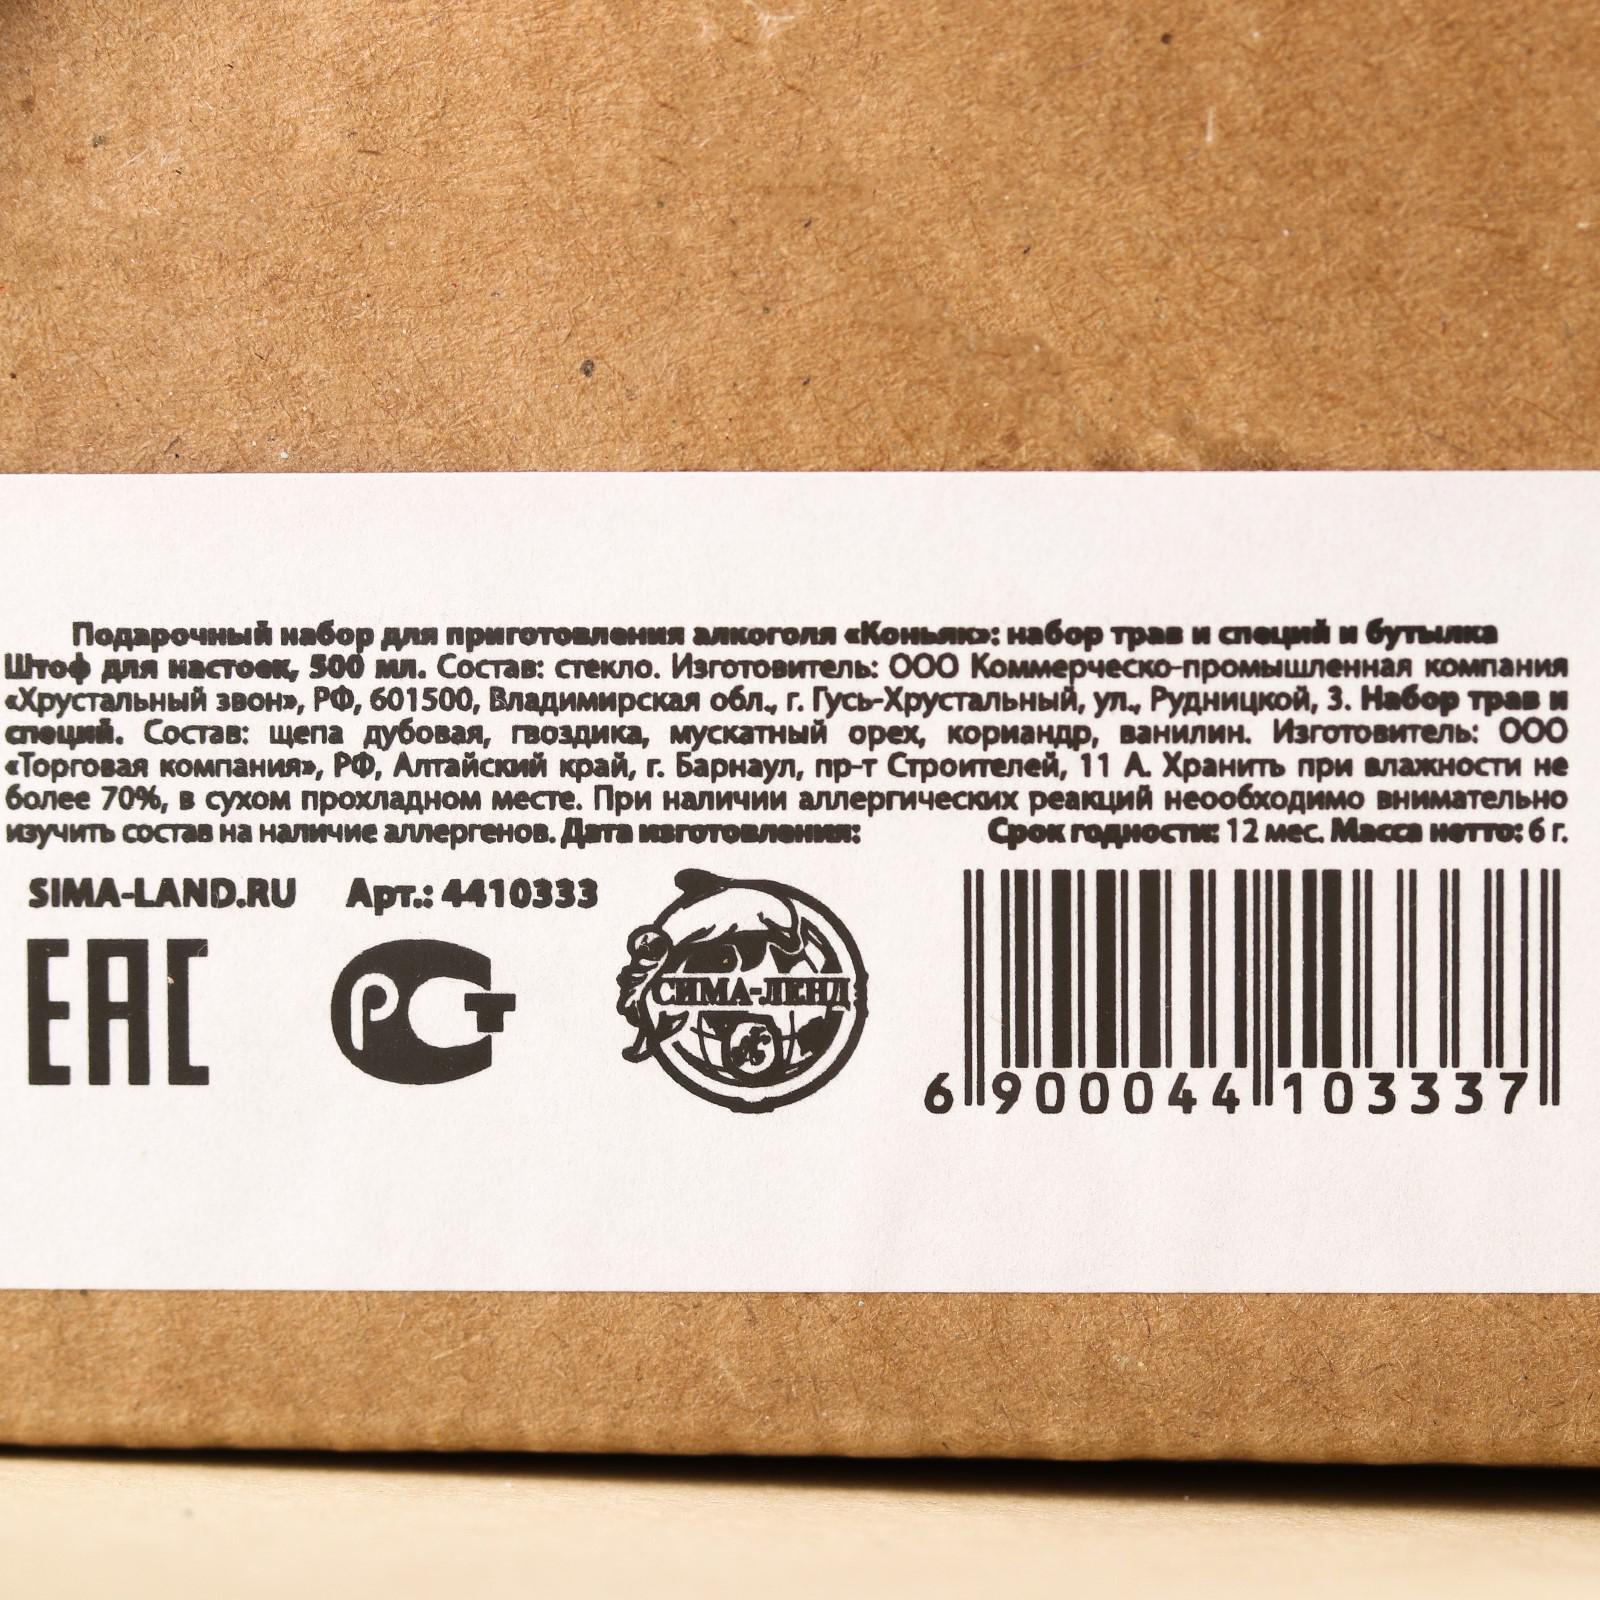 Подарочный набор для приготовления алкоголя «Коньяк»: набор трав и специй и бутылка
Штоф для настоек, 500 мл. Состав: стекло. Изготовитель: ООО Коммерческо-промышленная компания
«Хрустальный звон», РФ, 601500, Владимирская обл., г. Гусь-Хрустальный, ул., Рудницкой, 3. Набор трав и
специй. Состав: щепа дубовая, гвоздика, мускатный орех, кориандр, ванилин. Изготовитель: ООО
«Торговая компания», РФ, Алтайский край, г. Барнаул, пр-т Строителей, 11 А. Хранить при влажности не
более 70%, в сухом прохладном месте. При наличии аллергических реакций неообходимо внимательно
изучить состав на наличие аллергенов. Дата изготовления: Срок годности: 12 мес. Масса нетто: 6 г.
SIMA-LAND.RU Арт.: 4410333
ЕАС РСТ СИМА-ЛЕНД
6 900044 103337